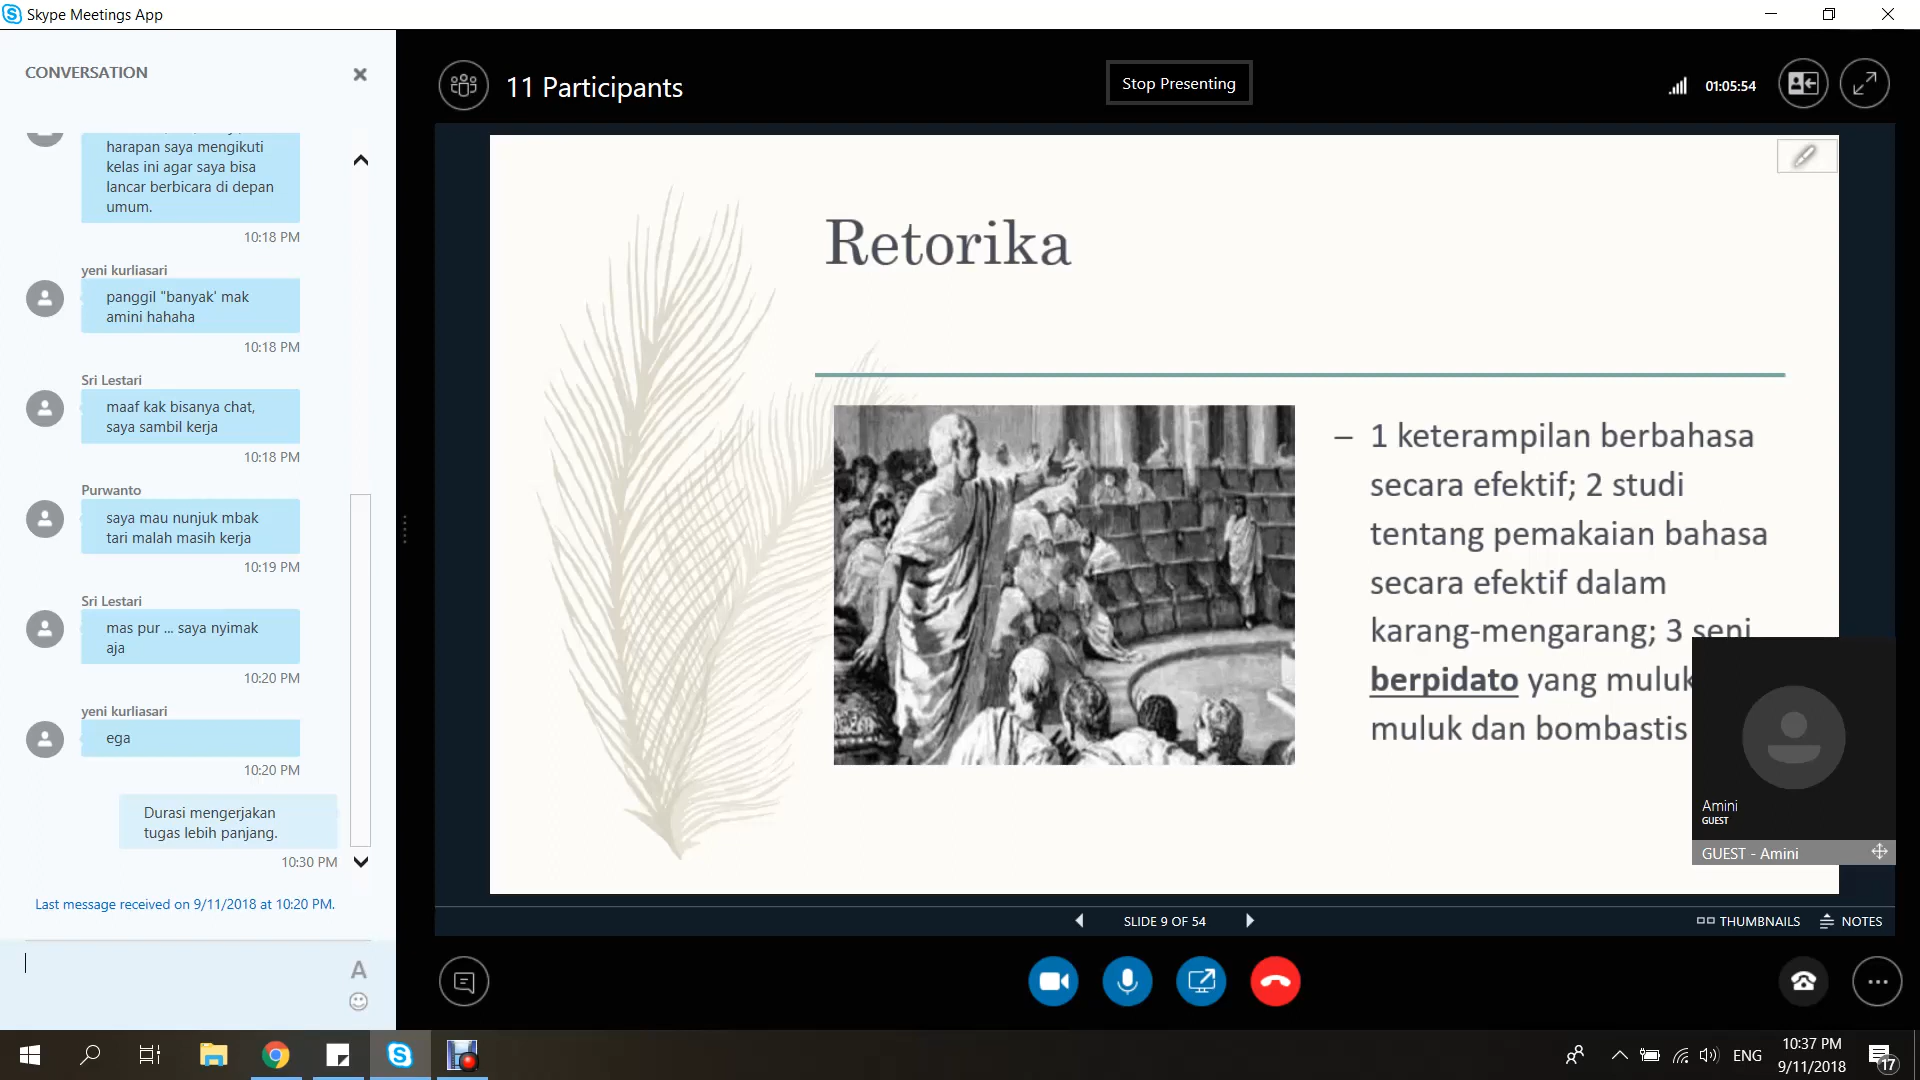 Skype Meetings App
CONVERSATION
harapan saya mengikuti
kelas ini agar saya bisa
lancar berbicara di depan
umum.
10:18 PM
yeni kurliasari
panggil "banyak' mak
amini hahaha
10:18 PM
Sri Lestari
maaf kak bisanya chat,
saya sambil kerja
10:18 PM
Purwanto
saya mau nunjuk mbak
tari malah masih kerja
10:19 PM
Sri Lestari
mas pur ... saya nyimak
aja
10:20 PM
yeni kurliasari
ega
10:20 PM
Durasi mengerjakan
tugas lebih panjang.
10:30 PM
Last message received on 9/11/2018 at 10:20 PM.
A
11 Participants
Stop Presenting
01:05:54
Retorika
– 1 keterampilan berbahasa
secara efektif; 2 studi
tentang pemakaian bahasa
secara efektif dalam
karang-mengarang; 3 seni
berpidato yang muluk
muluk dan bombastis
Amini
GUEST
GUEST - Amini
SLIDE 9 OF 54
THUMBNAILS
NOTES
ENG
10:37 PM
9/11/2018
17